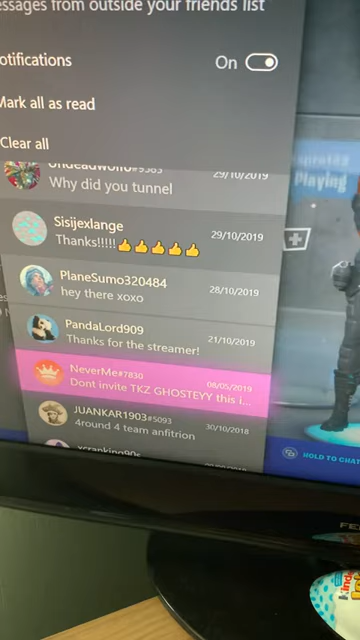 ssages from outside your friends list
otifications
On
Mark all as read
Clear all
29/10/2019
Why did you tunnel
Sisijexlange
29/10/2019
Thanks!!!!!👍👍👍👍👍
PlaneSumo320484
28/10/2019
hey there xoxo
PandaLord909
21/10/2019
Thanks for the streamer!
NeverMe#7830
08/05/2019
Dont invite TKZ GHOSTEYY this i...
JUANKAR1903#5093
30/10/2018
4round 4 team anfitrion
Playing
HOLD TO CHAT